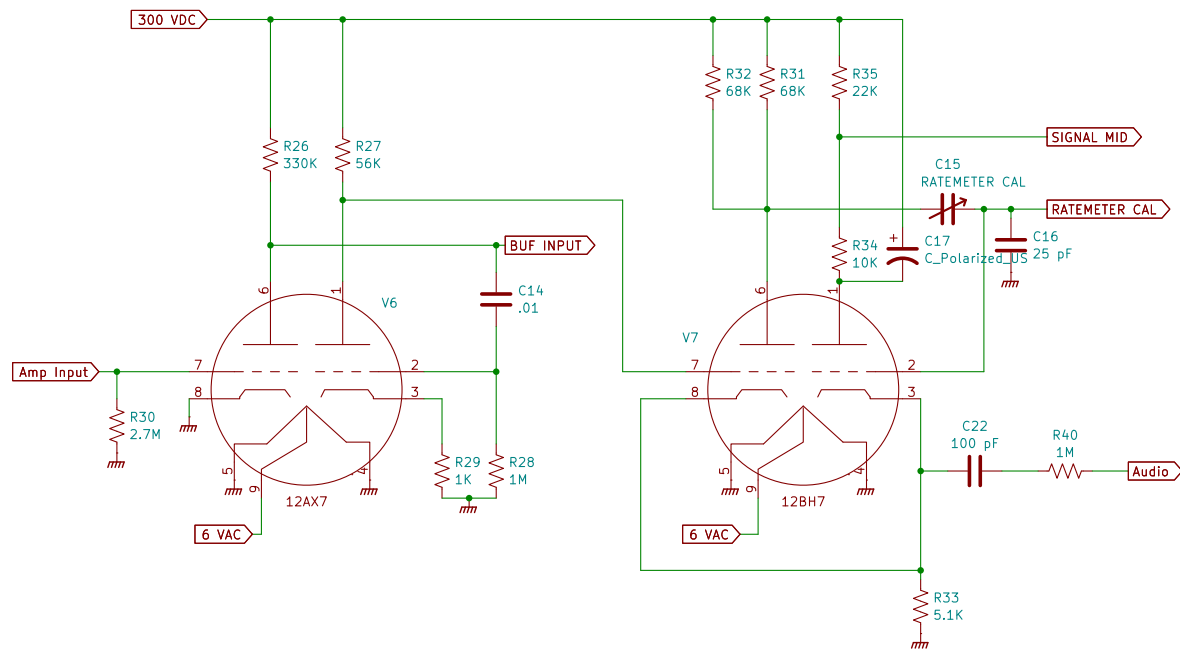 300 VDC
R32
68K
R31
68K
R35
22K
SIGNAL MID
R26
330K
R27
56K
C15
RATEMETER CAL
RATEMETER CAL
BUF INPUT
R34
10K
+
C17
C_Polarized_US
C16
25 pF
6
1
V6
C14
.01
6
1
V7
Amp Input
7
2
8
3
7
2
8
3
R30
2.7M
5
9
4
12AX7
R29
1K
R28
1M
5
9
4
12BH7
C22
100 pF
R40
1M
Audio
6 VAC
6 VAC
R33
5.1K